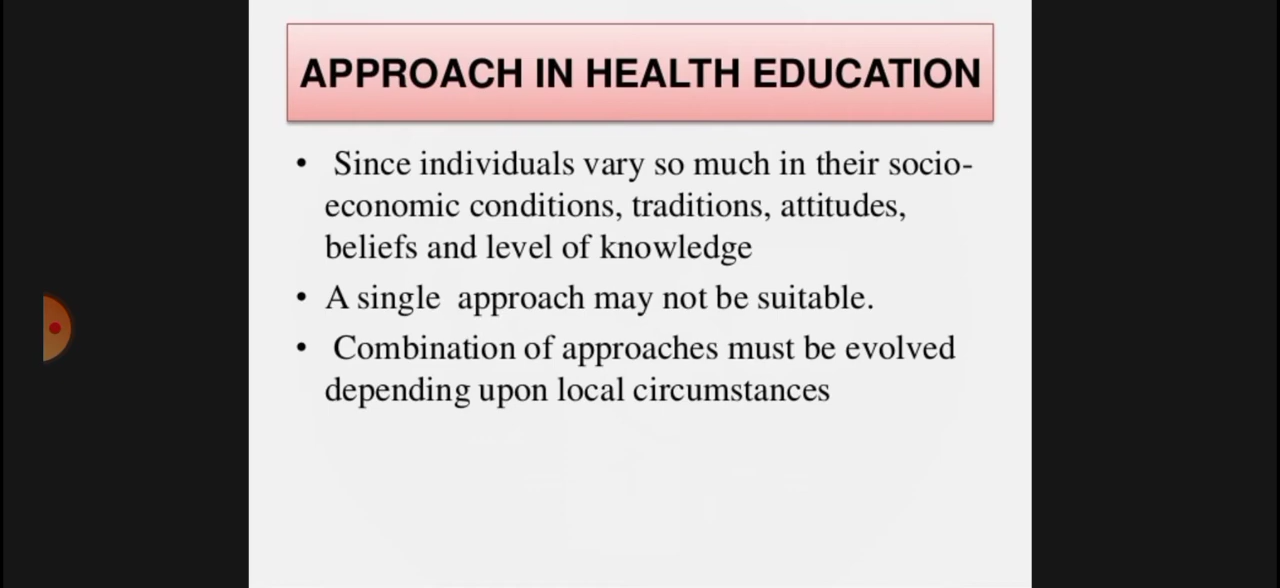 APPROACH IN HEALTH EDUCATION
• Since individuals vary so much in their socio-
economic conditions, traditions, attitudes,
beliefs and level of knowledge
• A single approach may not be suitable.
• Combination of approaches must be evolved
depending upon local circumstances